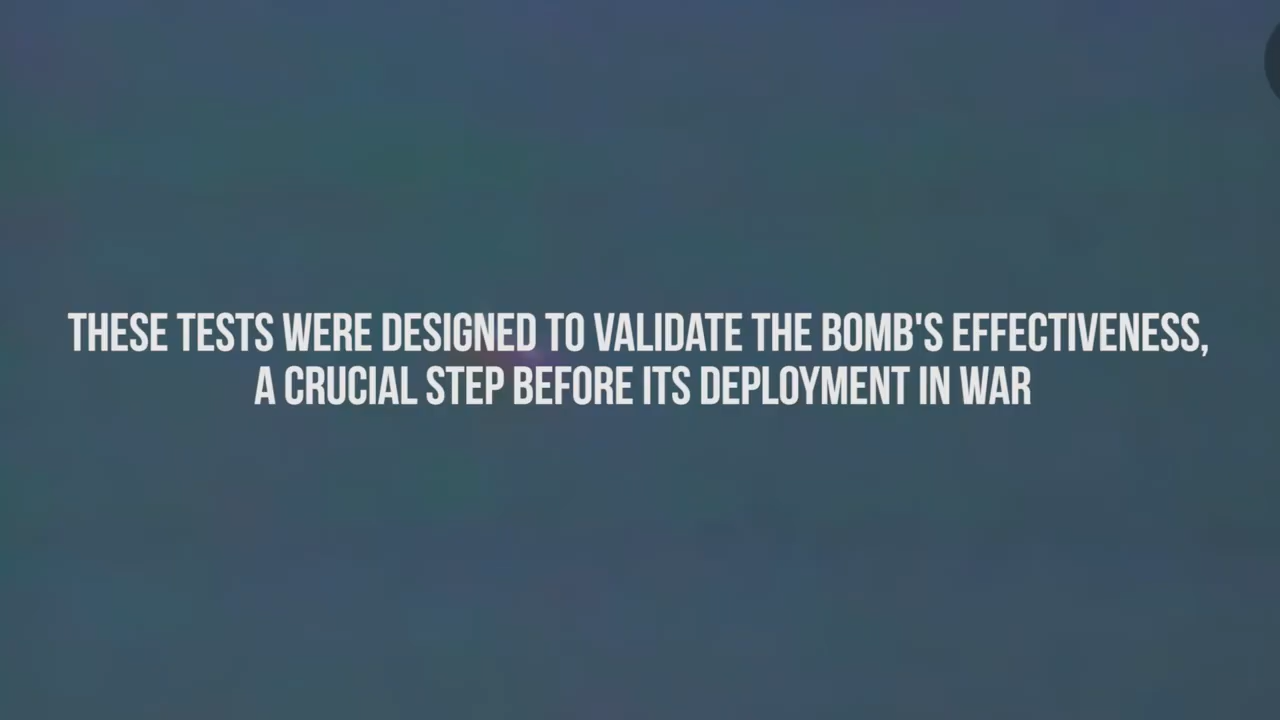 THESE TESTS WERE DESIGNED TO VALIDATE THE BOMB'S EFFECTIVENESS,
A CRUCIAL STEP BEFORE ITS DEPLOYMENT IN WAR